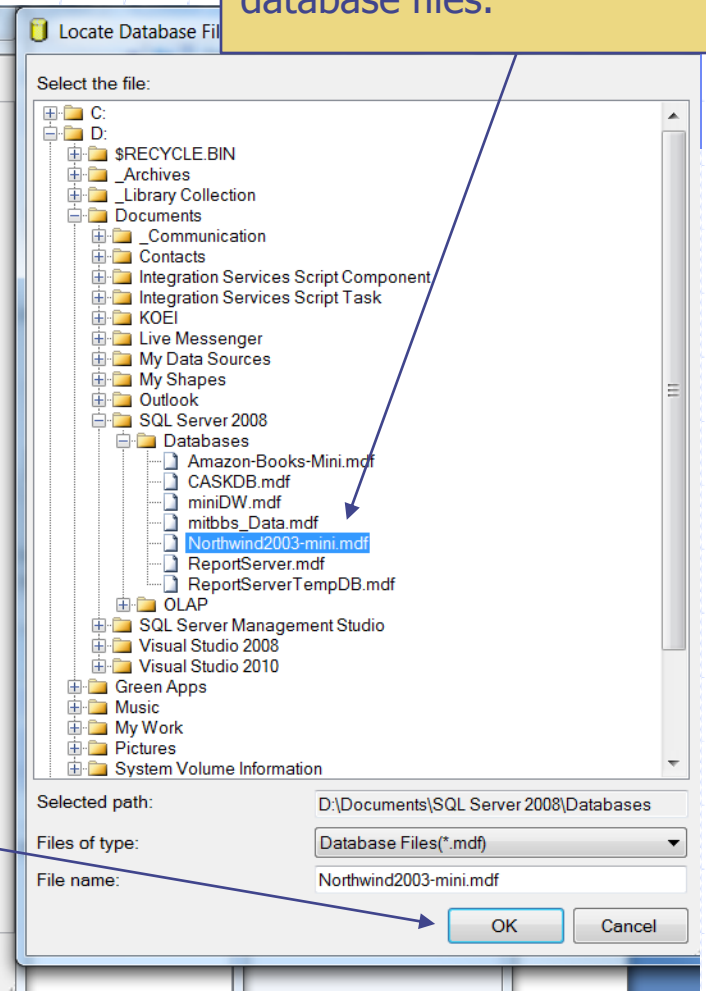 database files.
Locate Database Fil
Select the file:
C:
D:
$RECYCLE.BIN
_Archives
_Library Collection
Documents
_Communication
Contacts
Integration Services Script Component
Integration Services Script Task
KOEI
Live Messenger
My Data Sources
My Shapes
Outlook
SQL Server 2008
Databases
Amazon-Books-Mini.mdf
CASKDB.mdf
miniDW.mdf
mitbbs_Data.mdf
Northwind2003-mini.mdf
ReportServer.mdf
ReportServerTempDB.mdf
OLAP
SQL Server Management Studio
Visual Studio 2008
Visual Studio 2010
Green Apps
Music
My Work
Pictures
System Volume Information
Selected path: D:\Documents\SQL Server 2008\Databases
Files of type: Database Files(*.mdf)
File name: Northwind2003-mini.mdf
OK Cancel